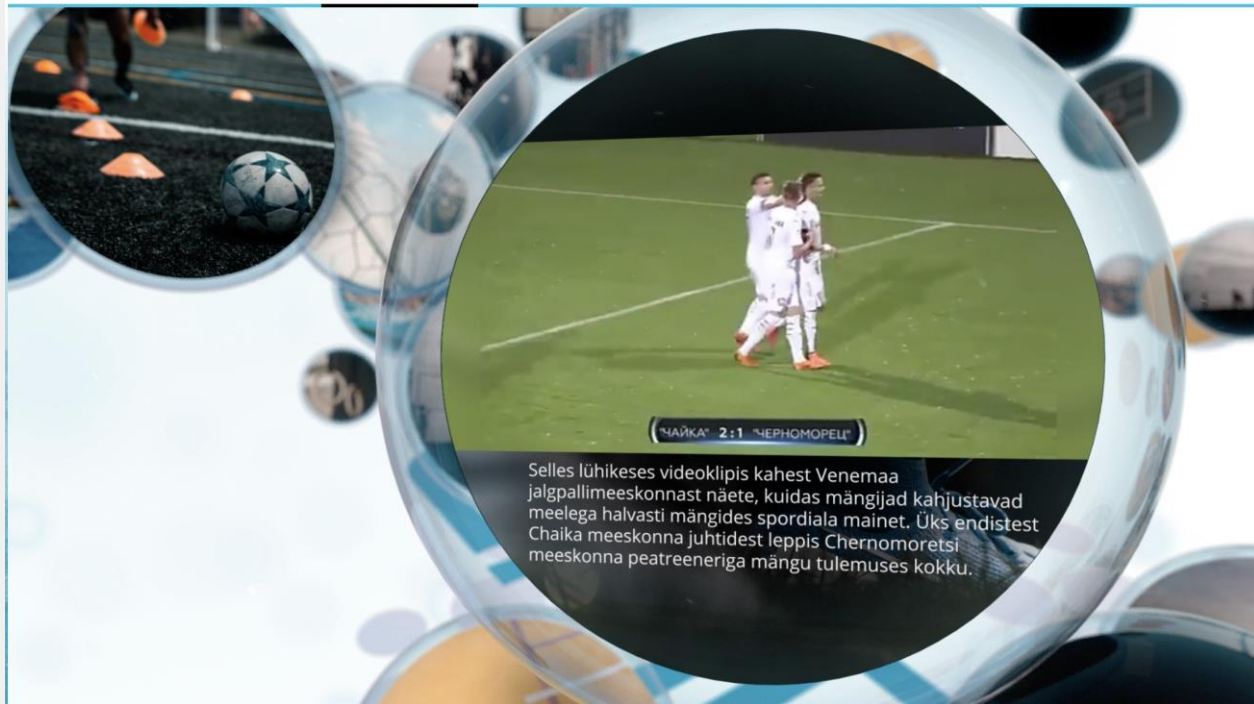 "ЧАЙКА" 2:1 "ЧЕРНОМОРЕЦ"
Selles lühikeses videoklipis kahest Venemaa
jalgpallimeeskonnast näete, kuidas mängijad kahjustavad
meelega halvasti mängides spordiala mainet. Üks endistest
Chaika meeskonna juhtidest leppis Chernomoretsi
meeskonna peatreeneriga mängu tulemuses kokku.